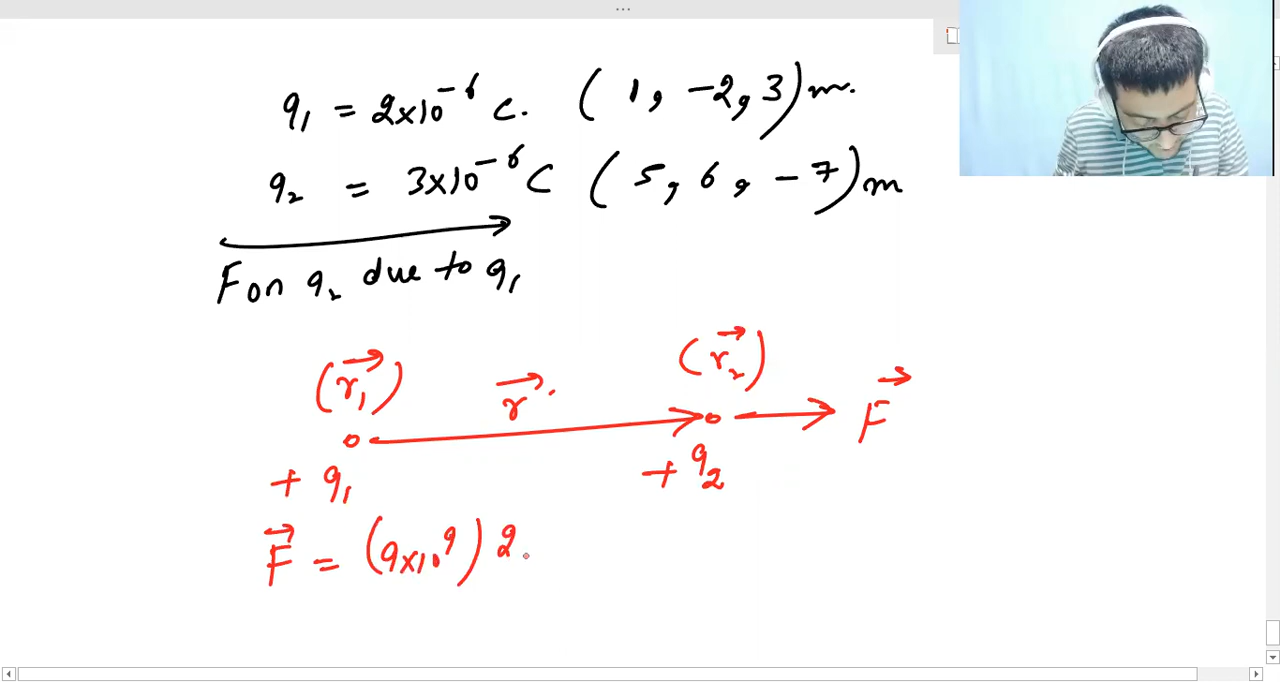 q₁ = 2×10⁻⁶ C. (1, -2, 3) m.
q₂ = 3×10⁻⁶ C (5, 6, -7) m
F on q₂ due to q₁
(r₁⃗) r⃗. (r₂⃗) F⃗
+ q₁ + q₂
F⃗ = (9×10⁹) 2